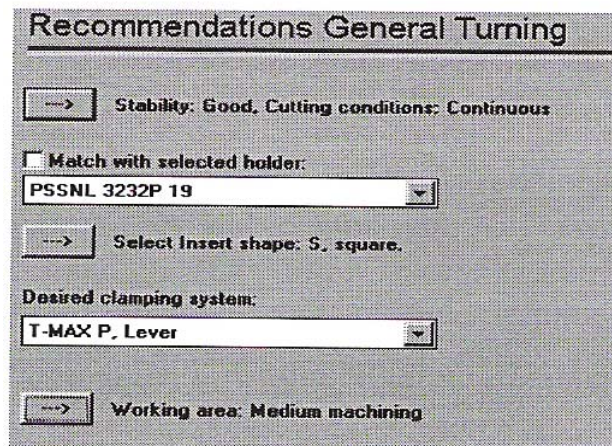 Recommendations General Turning
---> Stability: Good, Cutting conditions: Continuous
Match with selected holder:
PSSNL 3232P 19
---> Select Insert shape: S, square.
Desired clamping system:
T-MAX P, Lever
---> Working area: Medium machining